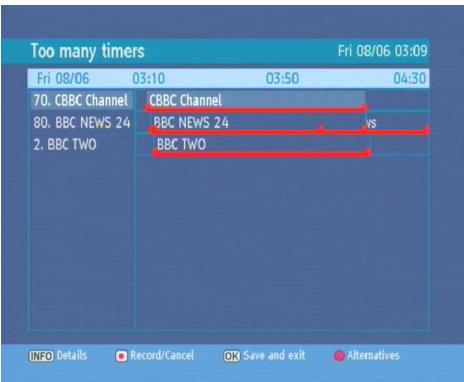 Too many timers Fri 08/06 03:09
Fri 08/06 03:10 03:50 04:30
70. CBBC Channel CBBC Channel
80. BBC NEWS 24 BBC NEWS 24
2. BBC TWO BBC TWO
INFO Details Record/Cancel OK Save and exit Alternatives